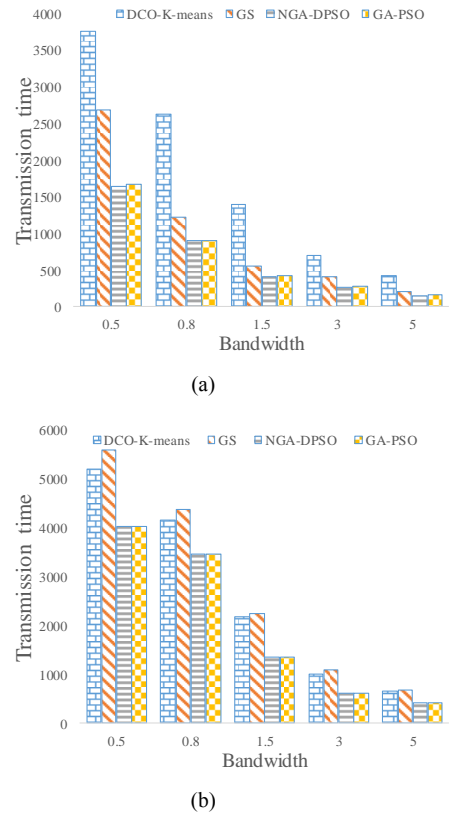 4000
DCO-K-means GS NGA-DPSO GA-PSO
3500
3000
2500
2000
1500
1000
500
0
Transmission time
0.5 0.8 1.5 3 5
Bandwidth
(a)
6000
DCO-K-means GS NGA-DPSO GA-PSO
5000
4000
3000
2000
1000
0
Transmission time
0.5 0.8 1.5 3 5
Bandwidth
(b)